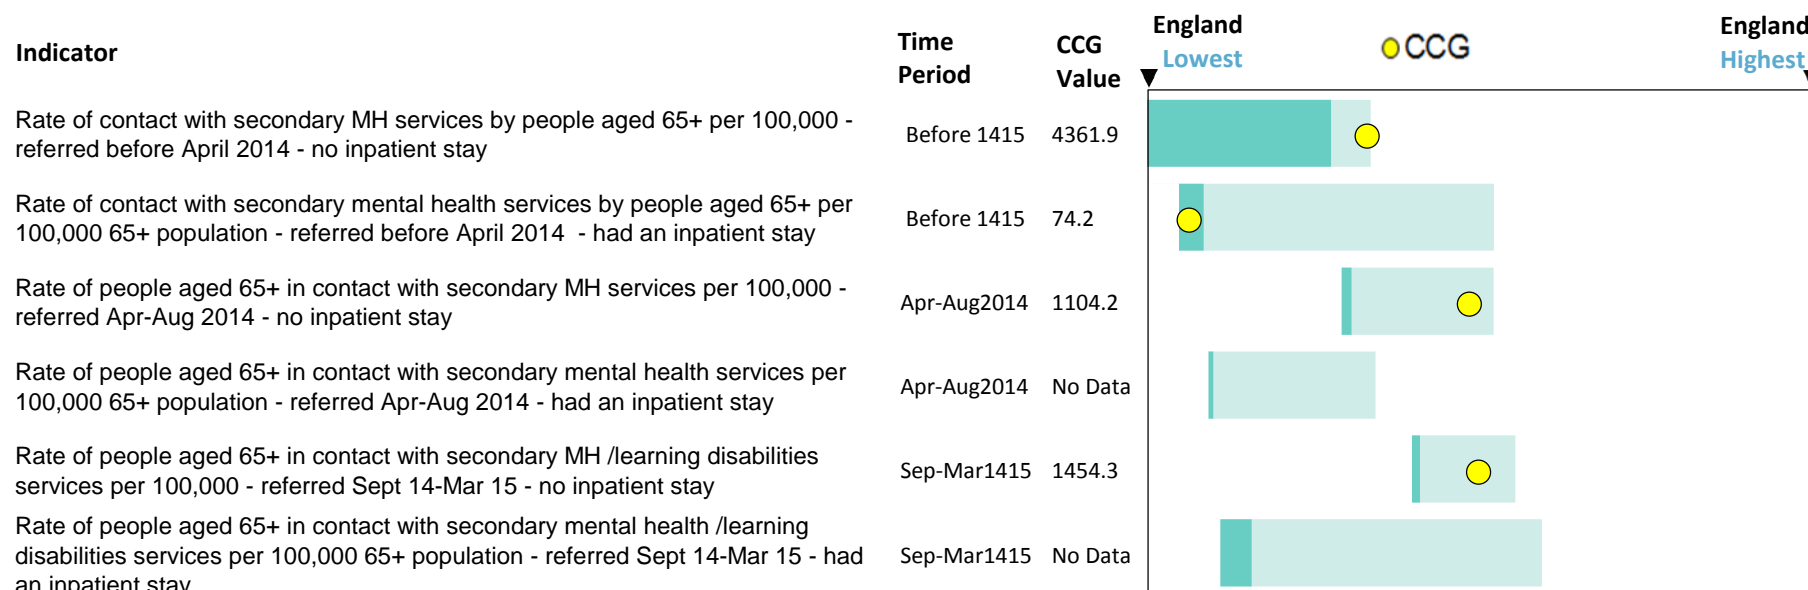 Indicator
Time
Period
CCG
Value
England
Lowest
CCG
England
Highest
Rate of contact with secondary MH services by people aged 65+ per 100,000 -
referred before April 2014 - no inpatient stay
Before 1415
4361.9
Rate of contact with secondary mental health services by people aged 65+ per
100,000 65+ population - referred before April 2014 - had an inpatient stay
Before 1415
74.2
Rate of people aged 65+ in contact with secondary MH services per 100,000 -
referred Apr-Aug 2014 - no inpatient stay
Apr-Aug2014
1104.2
Rate of people aged 65+ in contact with secondary mental health services per
100,000 65+ population - referred Apr-Aug 2014 - had an inpatient stay
Apr-Aug2014
No Data
Rate of people aged 65+ in contact with secondary MH /learning disabilities
services per 100,000 - referred Sept 14-Mar 15 - no inpatient stay
Sep-Mar1415
1454.3
Rate of people aged 65+ in contact with secondary mental health /learning
disabilities services per 100,000 65+ population - referred Sept 14-Mar 15 - had
an inpatient stay
Sep-Mar1415
No Data